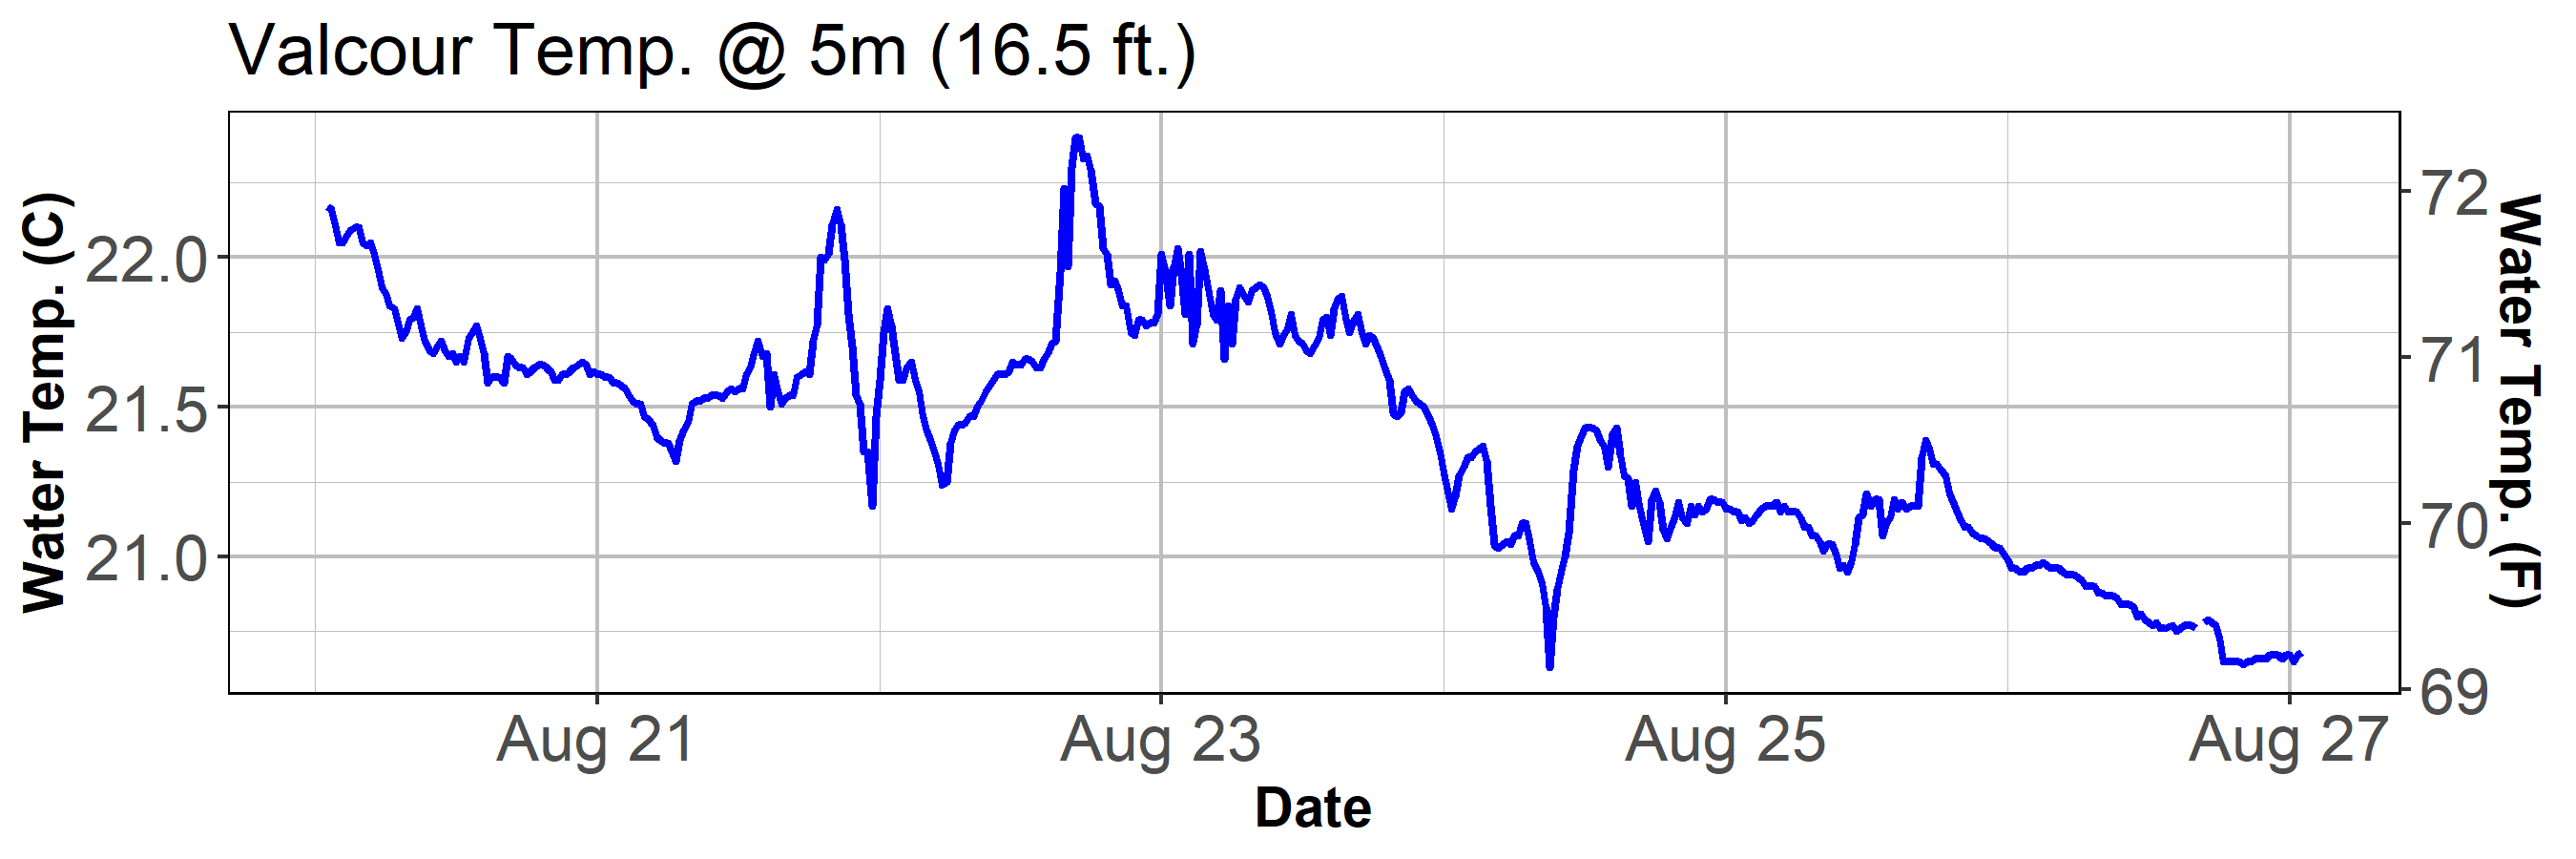 Valcour Temp. @ 5m (16.5 ft.)
Water Temp. (C)
22.0
21.5
21.0
72
71
70
69
Water Temp. (F)
Aug 21
Aug 23
Aug 25
Aug 27
Date